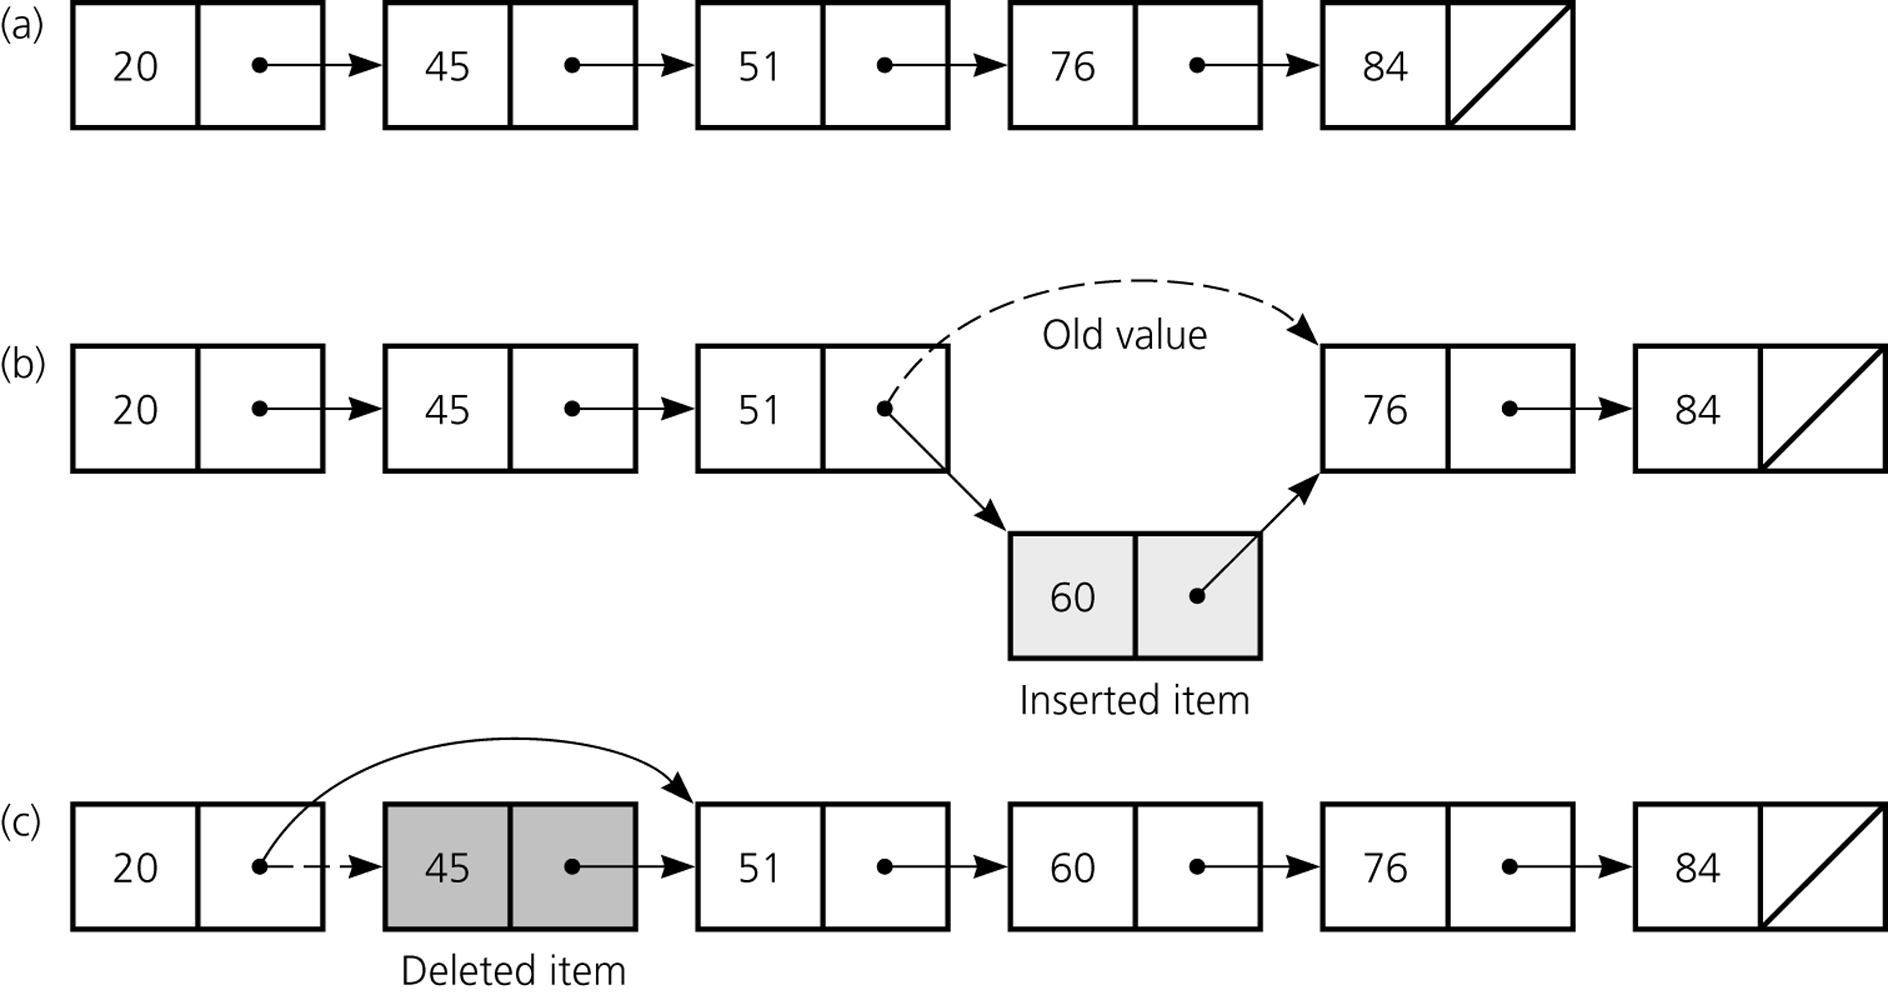 (a) 20 45 51 76 84
Old value
(b) 20 45 51 76 84
60
Inserted item
(c) 20 45 51 60 76 84
Deleted item